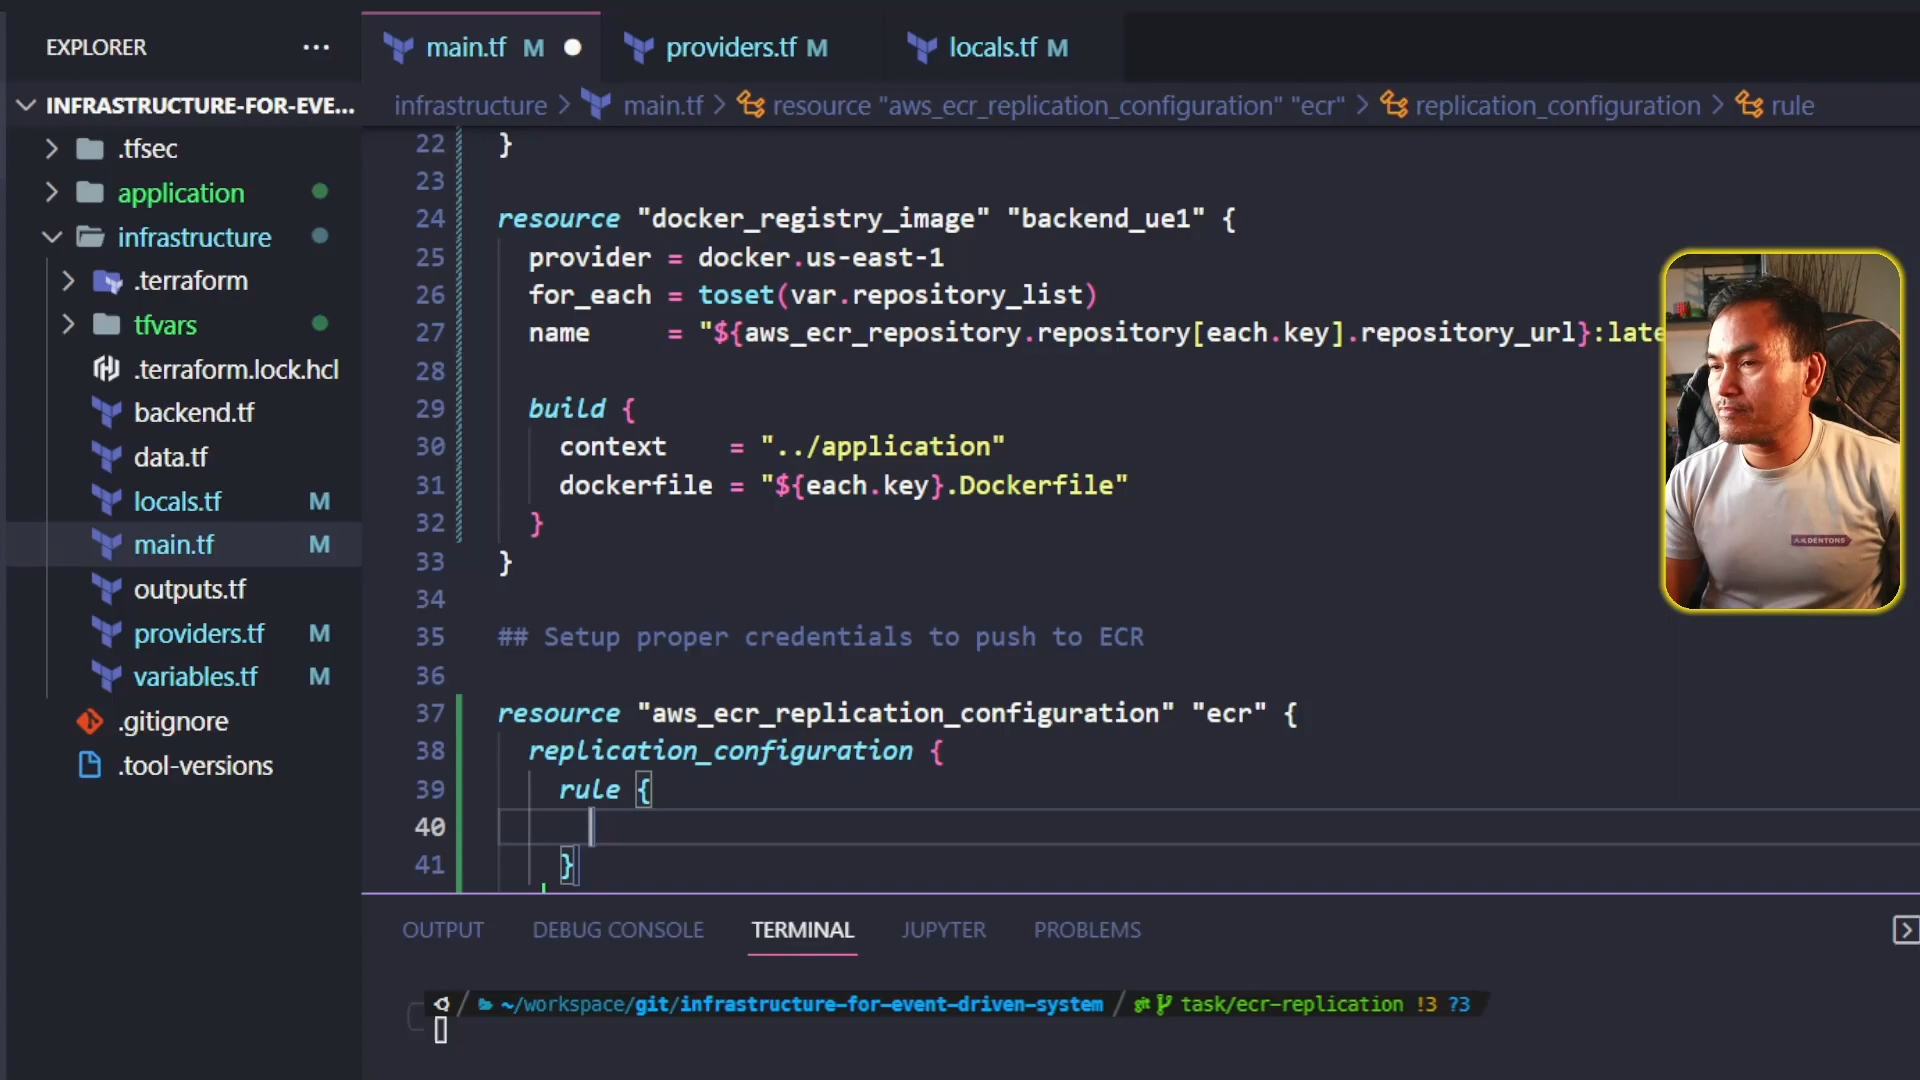 EXPLORER
INFRASTRUCTURE-FOR-EVE...
.tfsec
application
infrastructure
.terraform
tfvars
.terraform.lock.hcl
backend.tf
data.tf
locals.tf M
main.tf M
outputs.tf
providers.tf M
variables.tf M
.gitignore
.tool-versions
main.tf M
providers.tf M
locals.tf M
infrastructure > main.tf > resource "aws_ecr_replication_configuration" "ecr" > replication_configuration > rule
22 }
23
24 resource "docker_registry_image" "backend_ue1" {
25 provider = docker.us-east-1
26 for_each = toset(var.repository_list)
27 name = "${aws_ecr_repository.repository[each.key].repository_url}:late
28
29 build {
30 context = "../application"
31 dockerfile = "${each.key}.Dockerfile"
32 }
33 }
34
35 ## Setup proper credentials to push to ECR
36
37 resource "aws_ecr_replication_configuration" "ecr" {
38 replication_configuration {
39 rule {
40
41 }
OUTPUT DEBUG CONSOLE TERMINAL JUPYTER PROBLEMS
~/workspace/git/infrastructure-for-event-driven-system / git task/ecr-replication !3 ?3
DENTONS